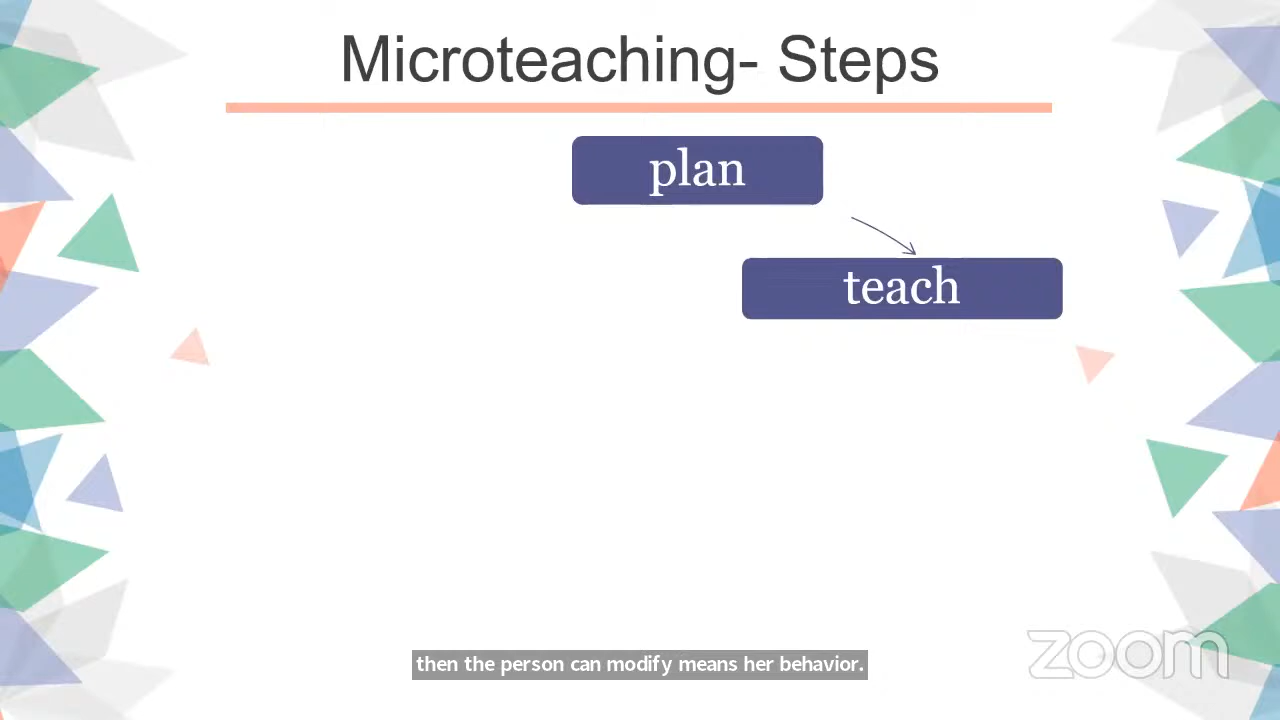 Microteaching- Steps
plan
teach
then the person can modify means her behavior.
zoom